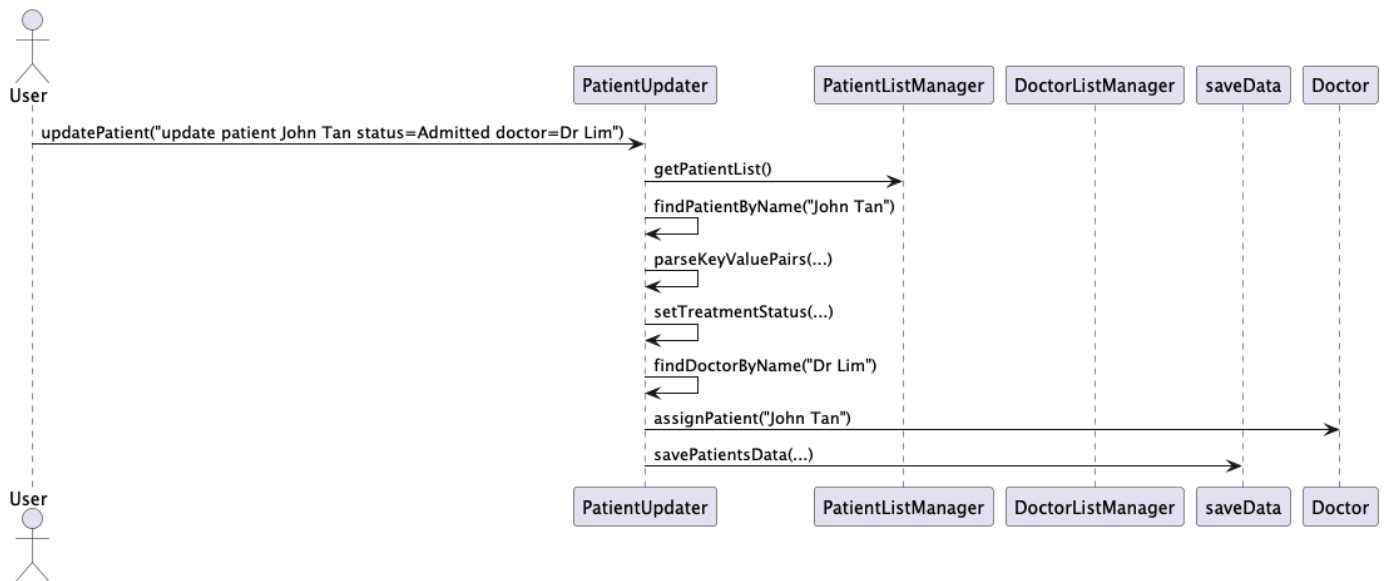 User
PatientUpdater
PatientListManager
DoctorListManager
saveData
Doctor
updatePatient("update patient John Tan status=Admitted doctor=Dr Lim")
getPatientList()
findPatientByName("John Tan")
parseKeyValuePairs(...)
setTreatmentStatus(...)
findDoctorByName("Dr Lim")
assignPatient("John Tan")
savePatientsData(...)
User
PatientUpdater
PatientListManager
DoctorListManager
saveData
Doctor